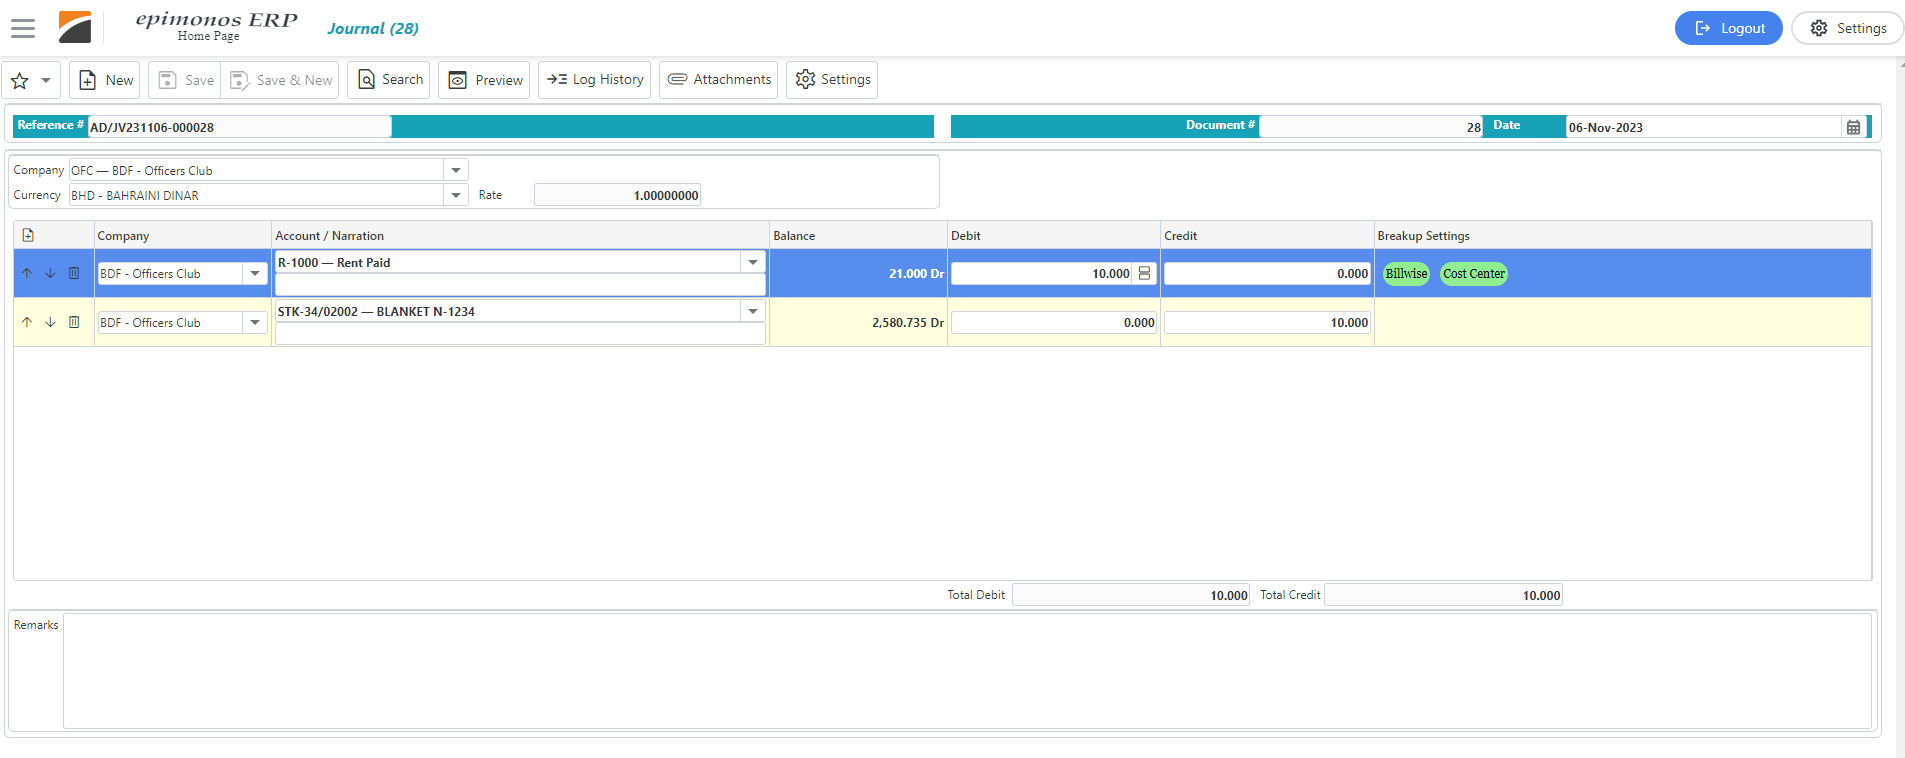 epimonos ERP
Home Page
Journal (28)
Logout
Settings
New
Save
Save & New
Search
Preview
Log History
Attachments
Settings
Reference # AD/JV231106-000028
Document # 28 Date 06-Nov-2023
Company OFC — BDF - Officers Club
Currency BHD - BAHRAINI DINAR Rate 1.00000000
Company Account / Narration Balance Debit Credit Breakup Settings
BDF - Officers Club R-1000 — Rent Paid 21.000 Dr 10.000 0.000 Billwise Cost Center
BDF - Officers Club STK-34/02002 — BLANKET N-1234 2,580.735 Dr 0.000 10.000
Total Debit 10.000 Total Credit 10.000
Remarks